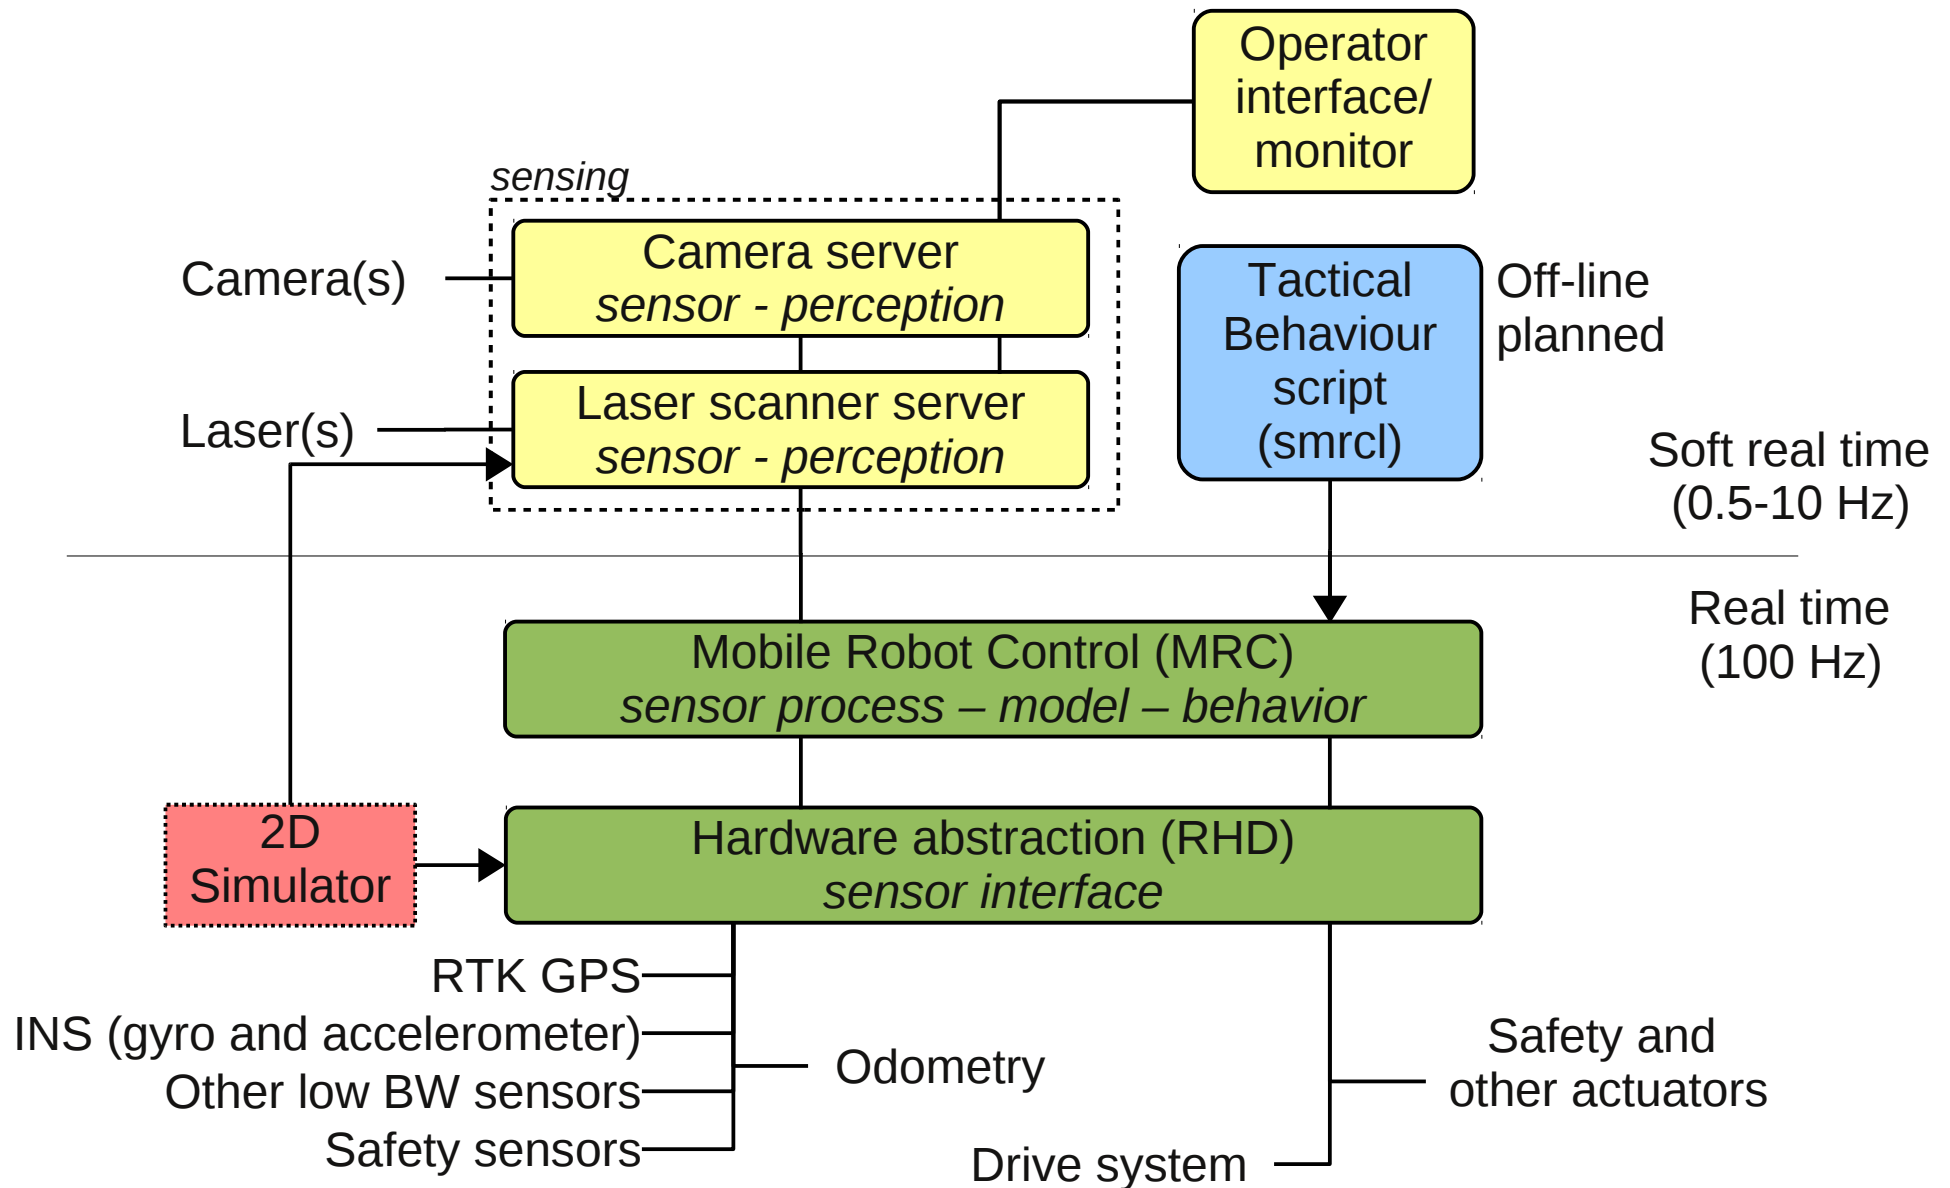 Operator
interface/
monitor
sensing
Camera server
sensor - perception
Camera(s)
Laser scanner server
sensor - perception
Laser(s)
Tactical
Behaviour
script
(smrcl)
Off-line
planned
Soft real time
(0.5-10 Hz)
Real time
(100 Hz)
Mobile Robot Control (MRC)
sensor process – model – behavior
2D
Simulator
Hardware abstraction (RHD)
sensor interface
RTK GPS
INS (gyro and accelerometer)
Other low BW sensors
Safety sensors
Odometry
Safety and
other actuators
Drive system